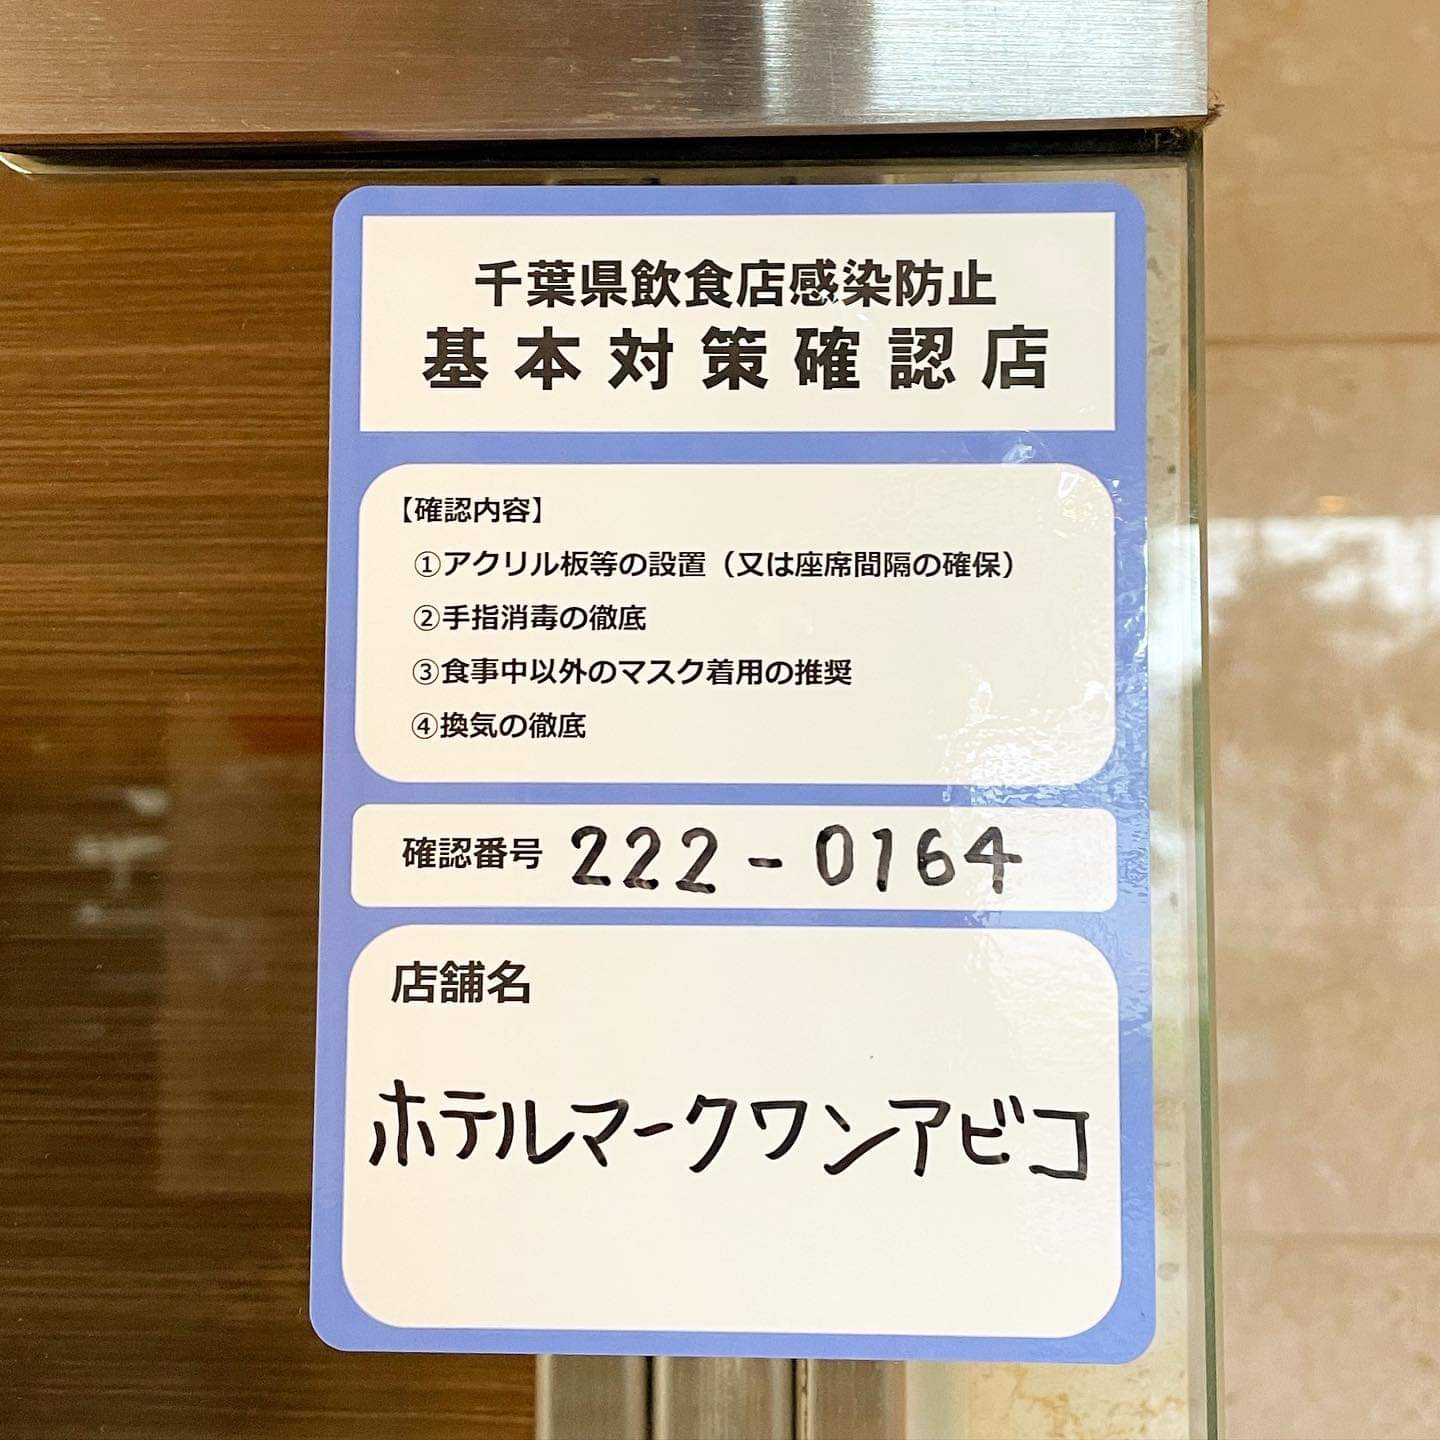 千葉県飲食店感染防止
基本対策確認店
【確認内容】
①アクリル板等の設置（又は座席間隔の確保）
②手指消毒の徹底
③食事中以外のマスク着用の推奨
④換気の徹底
確認番号 222-0164
店舗名
ホテルマークワンアビコ